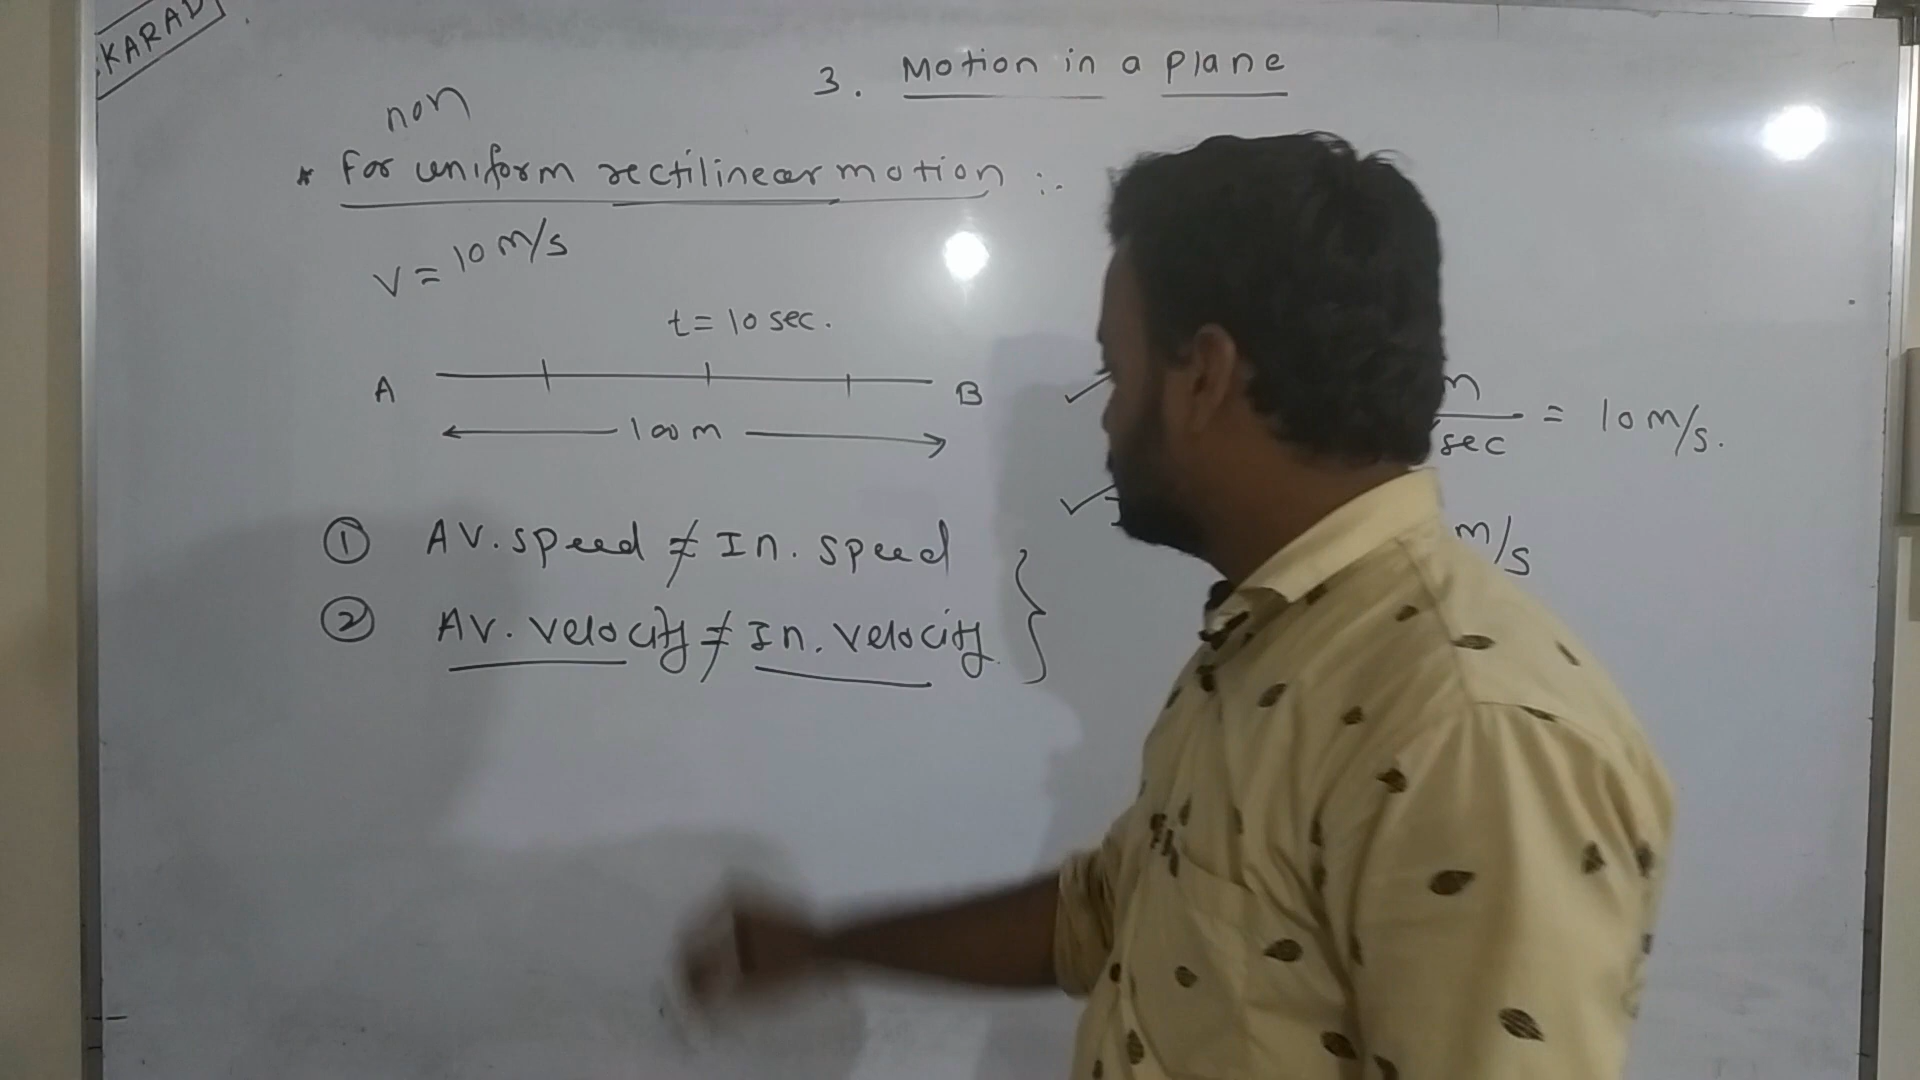 KARAD
3. Motion in a plane
non
* For uniform rectilinear motion :-
V = 10 m/s
t = 10 sec.
A B
100 m
m
sec = 10 m/s.
① AV. speed ≠ In. speed
m/s
② AV. velocity ≠ In. velocity